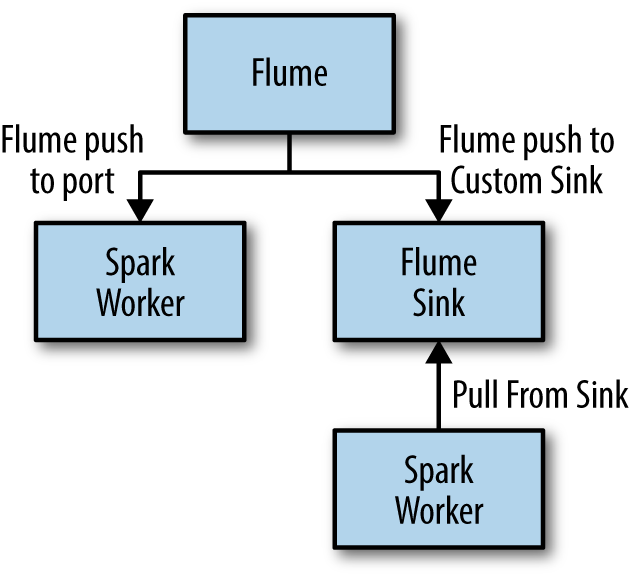 Flume
Flume push
to port
Flume push to
Custom Sink
Spark
Worker
Flume
Sink
Pull From Sink
Spark
Worker